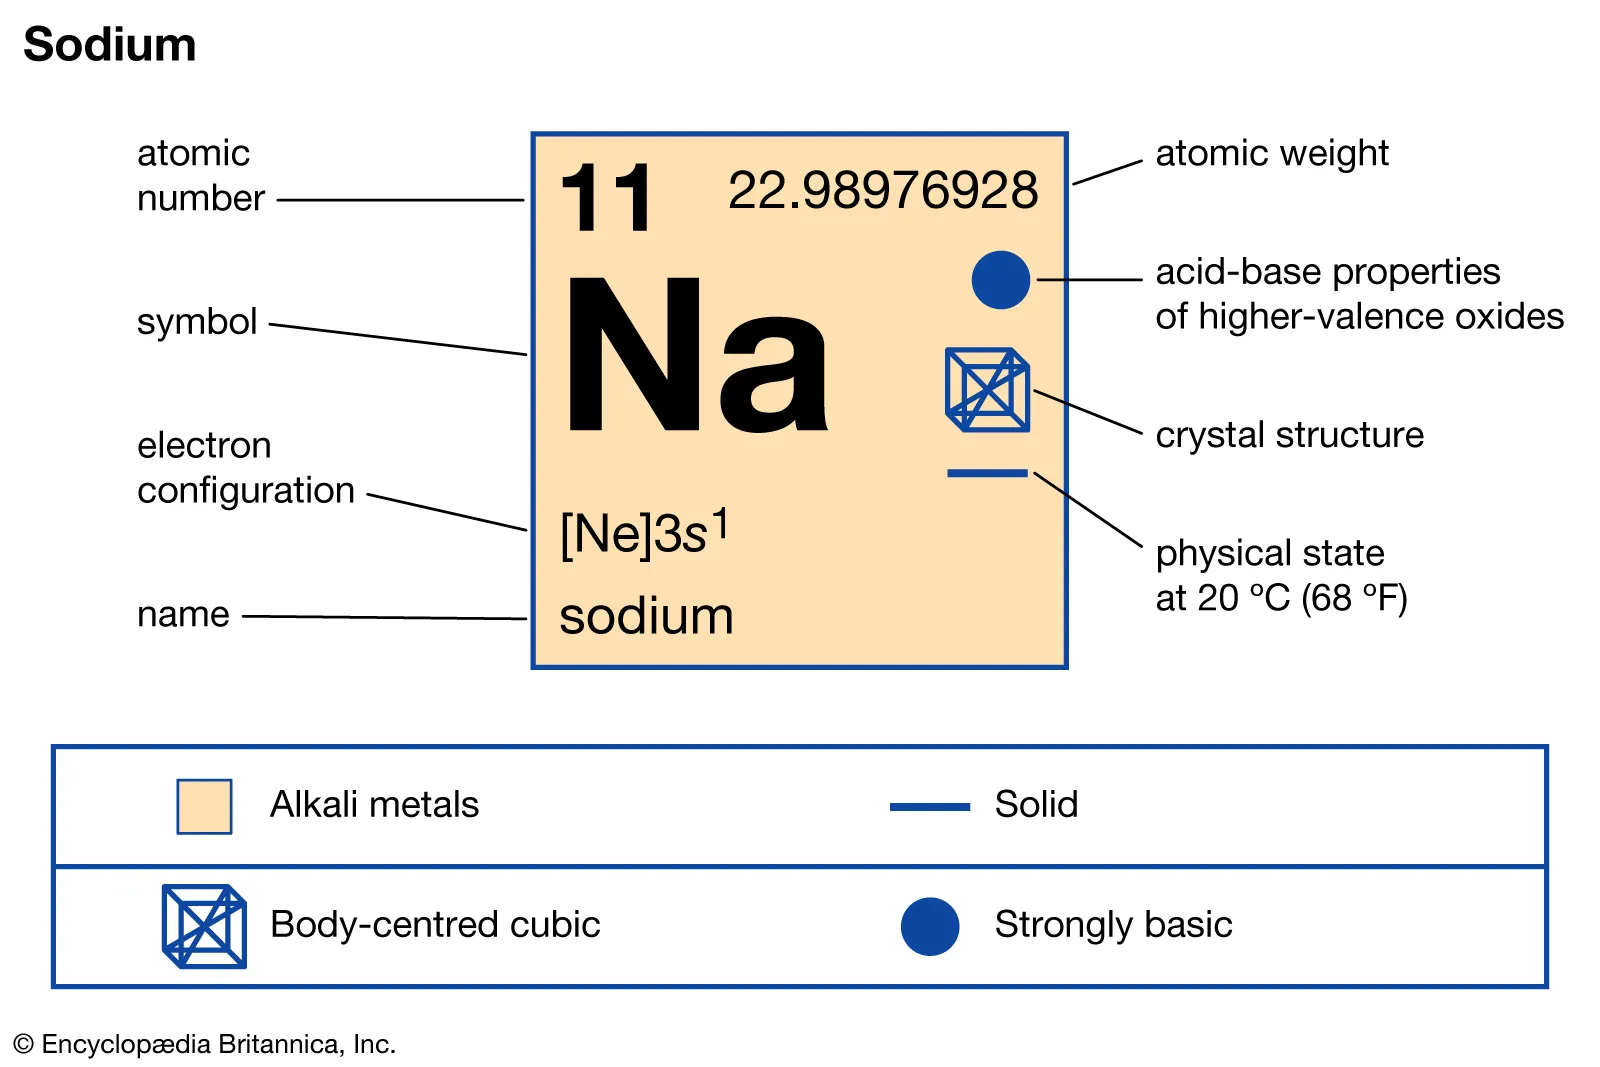 Sodium
atomic
number
symbol
electron
configuration
name
11
22.98976928
Na
[Ne]3s¹
sodium
atomic weight
acid-base properties
of higher-valence oxides
crystal structure
physical state
at 20 ºC (68 ºF)
Alkali metals
Solid
Body-centred cubic
Strongly basic
© Encyclopædia Britannica, Inc.